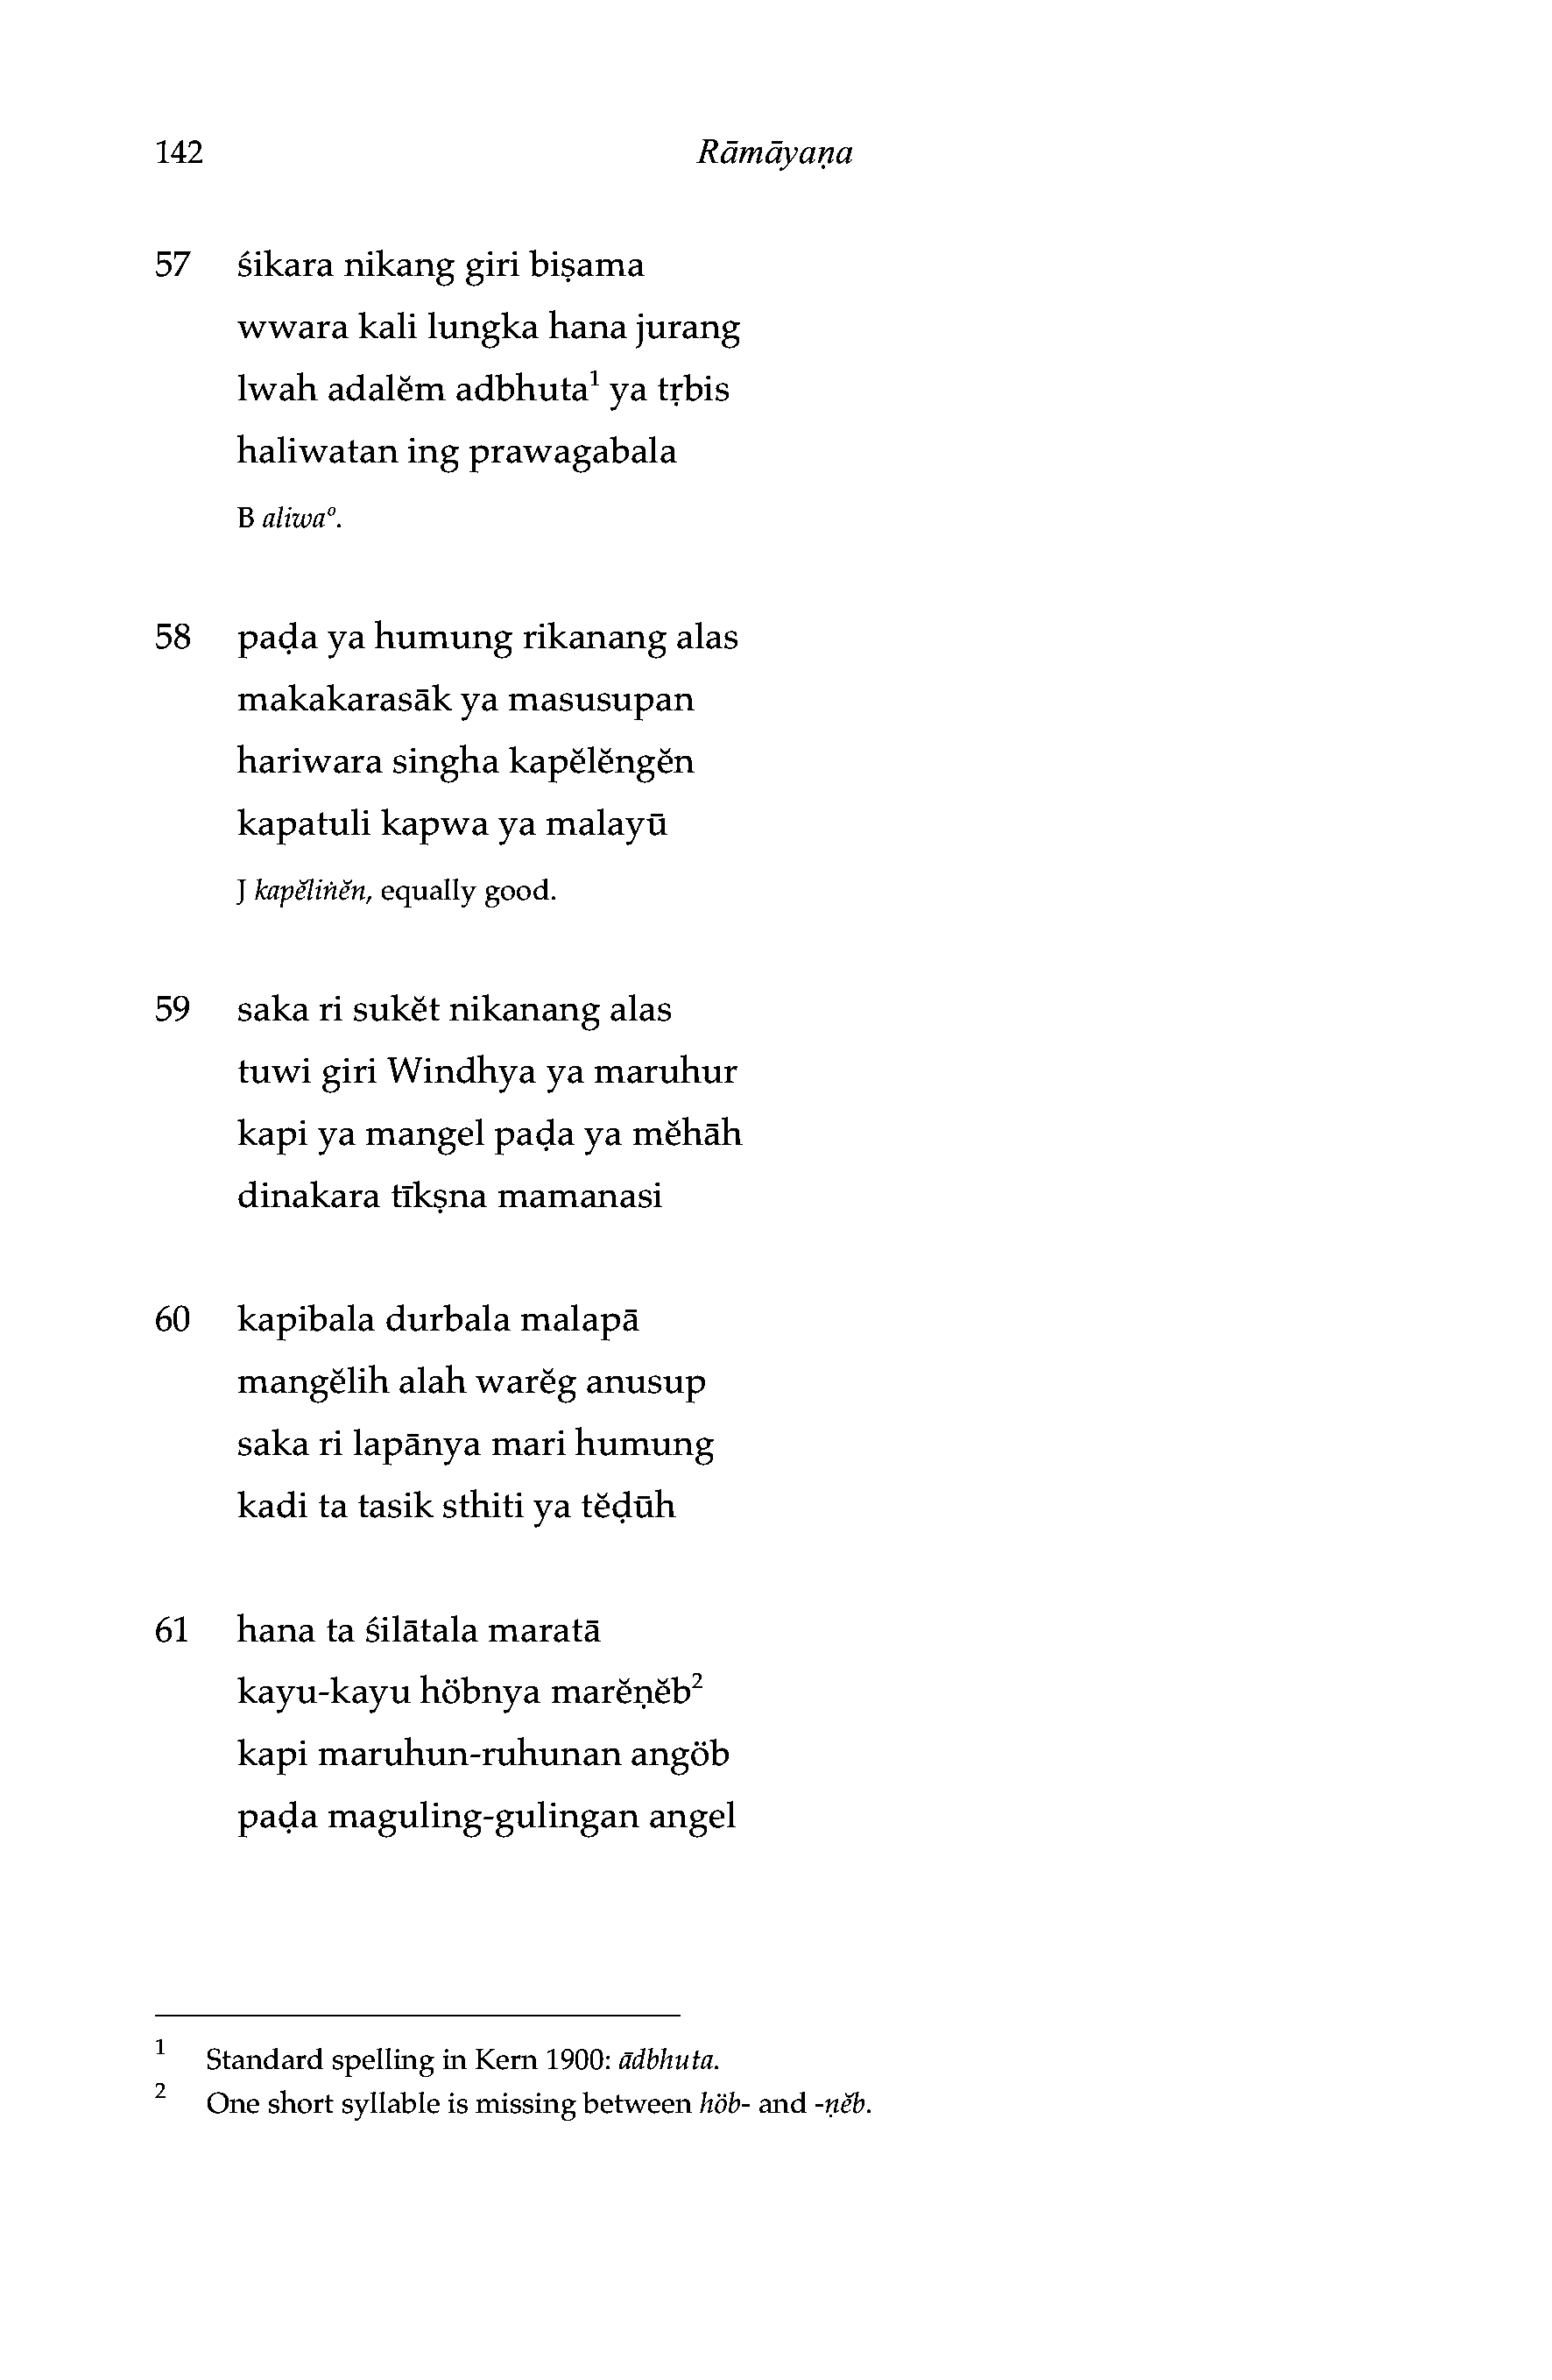 142 Rāmāyaṇa
57 śikara nikang giri biṣama
wwara kali lungka hana jurang
lwah adalĕm adbhuta¹ ya tṛbis
haliwatan ing prawagabala
B aliwaº.
58 paḍa ya humung rikanang alas
makakarasāk ya masusupan
hariwara singha kapĕlĕngĕn
kapatuli kapwa ya malayū
J kapĕliṅĕn, equally good.
59 saka ri sukĕt nikanang alas
tuwi giri Windhya ya maruhur
kapi ya mangel paḍa ya mĕhāh
dinakara tīkṣna mamanasi
60 kapibala durbala malapā
mangĕlih alah warĕg anusup
saka ri lapānya mari humung
kadi ta tasik sthiti ya tĕḍūh
61 hana ta śilātala maratā
kayu-kayu höbnya marĕṇĕb²
kapi maruhun-ruhunan angöb
paḍa maguling-gulingan angel
1 Standard spelling in Kern 1900: ādbhuta.
2 One short syllable is missing between höb- and -ṇĕb.